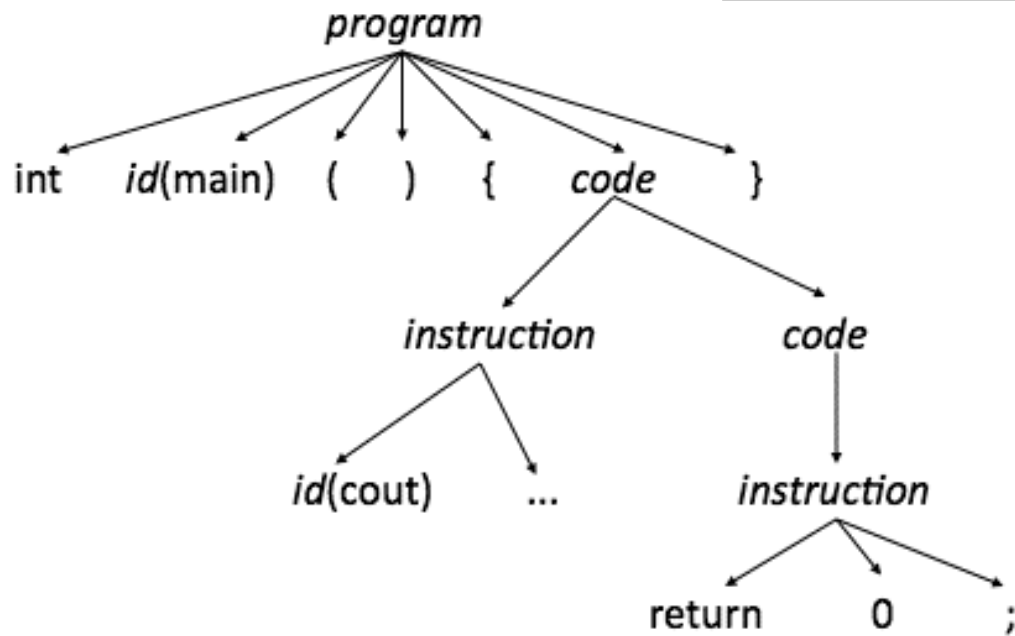 program
int id(main) ( ) { code }
instruction code
id(cout) ... instruction
return 0 ;